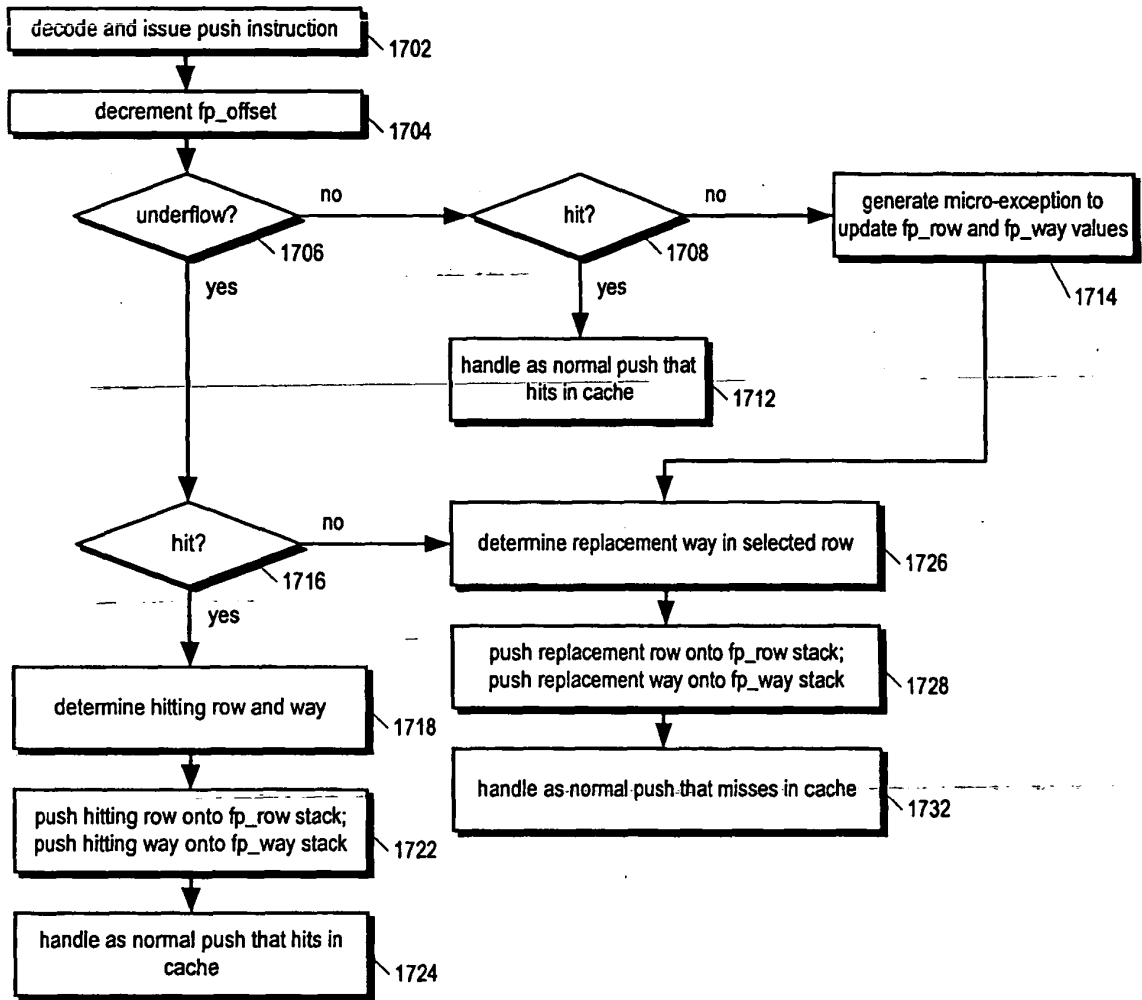 decode and issue push instruction
1702
decrement fp_offset
1704
underflow?
1706
no
yes
hit?
1708
no
yes
generate micro-exception to
update fp_row and fp_way values
1714
handle as normal push that
hits in cache
1712
hit?
1716
no
yes
determine replacement way in selected row
1726
push replacement row onto fp_row stack;
push replacement way onto fp_way stack
1728
handle as normal push that misses in cache
1732
determine hitting row and way
1718
push hitting row onto fp_row stack;
push hitting way onto fp_way stack
1722
handle as normal push that hits in
cache
1724